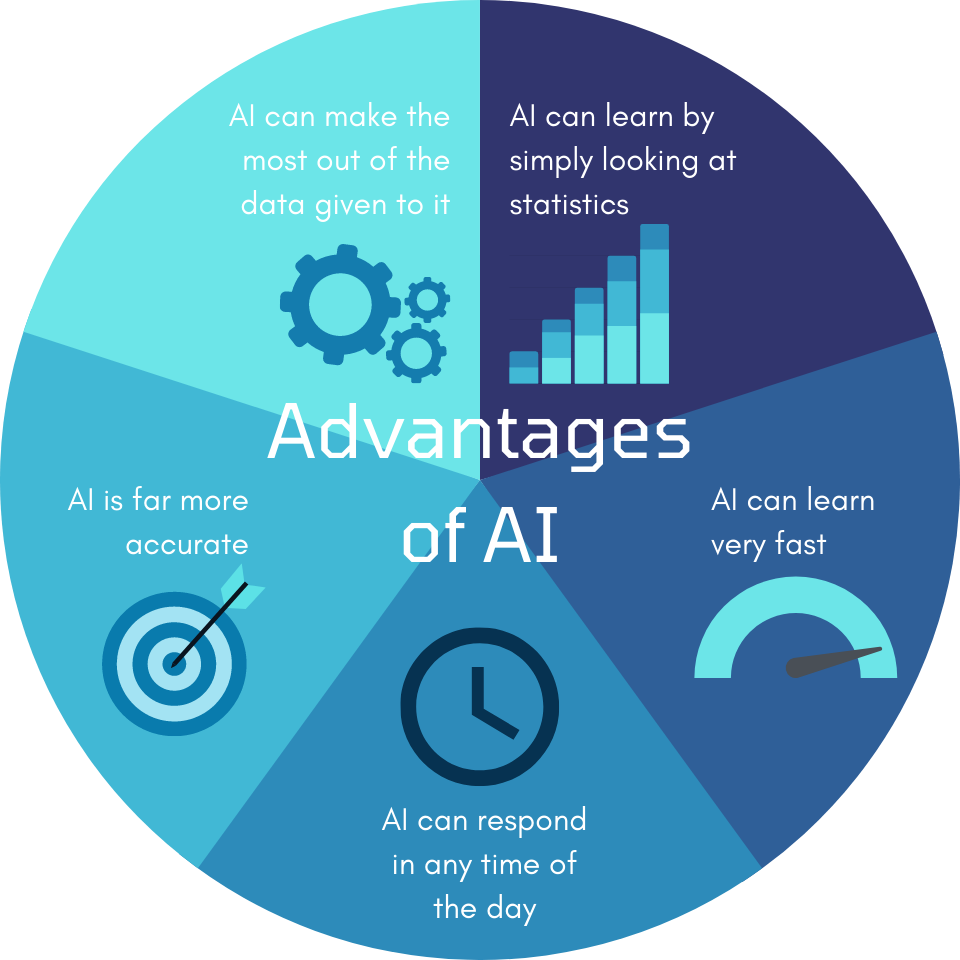 AI can make the
most out of the
data given to it
AI can learn by
simply looking at
statistics
Advantages
of AI
AI is far more
accurate
AI can learn
very fast
AI can respond
in any time of
the day